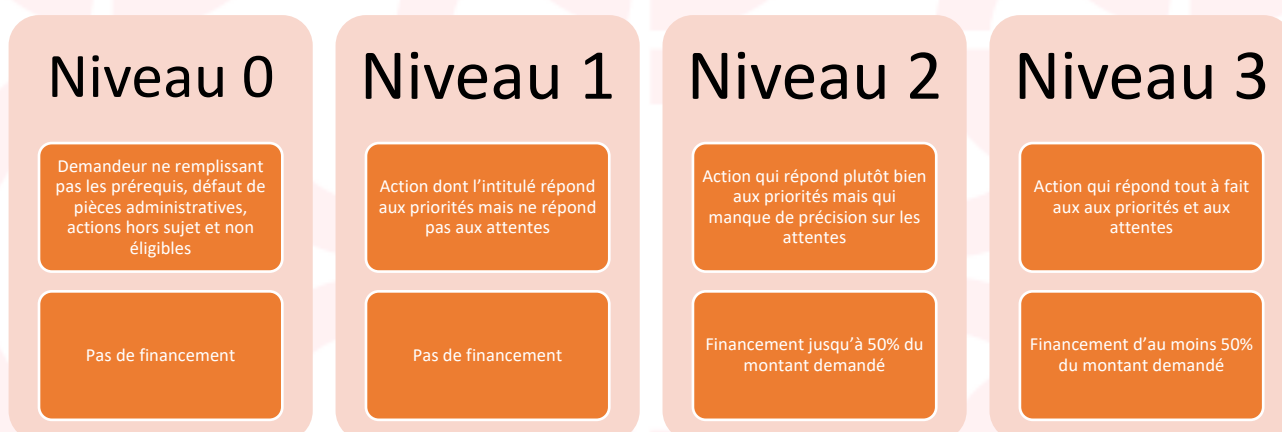 Niveau 0
Demandeur ne remplissant
pas les prérequis, défaut de
pièces administratives,
actions hors sujet et non
éligibles
Pas de financement
Niveau 1
Action dont l'intitulé répond
aux priorités mais ne répond
pas aux attentes
Pas de financement
Niveau 2
Action qui répond plutôt bien
aux priorités mais qui
manque de précision sur les
attentes
Financement jusqu'à 50% du
montant demandé
Niveau 3
Action qui répond tout à fait
aux aux priorités et aux
attentes
Financement d'au moins 50%
du montant demandé